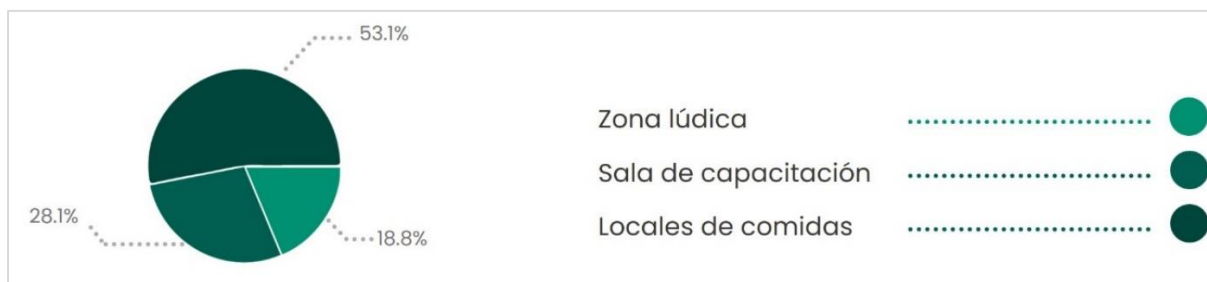 53.1%
Zona lúdica
Sala de capacitación
28.1%
Locales de comidas
18.8%